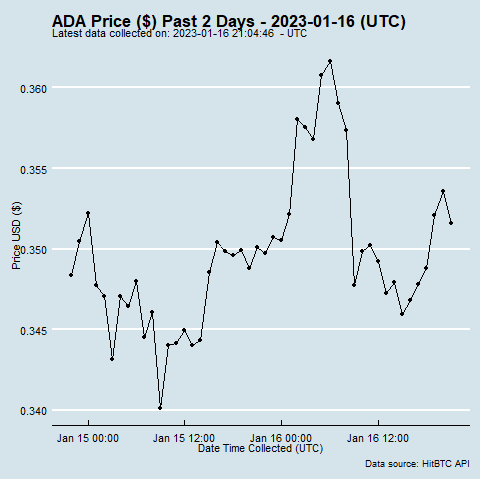 ADA Price ($) Past 2 Days - 2023-01-16 (UTC)
Latest data collected on: 2023-01-16 21:04:46  - UTC
0.360
0.355
0.350
0.345
0.340
Price USD ($)
Jan 15 00:00 Jan 15 12:00 Jan 16 00:00 Jan 16 12:00
Date Time Collected (UTC)
Data source: HitBTC API